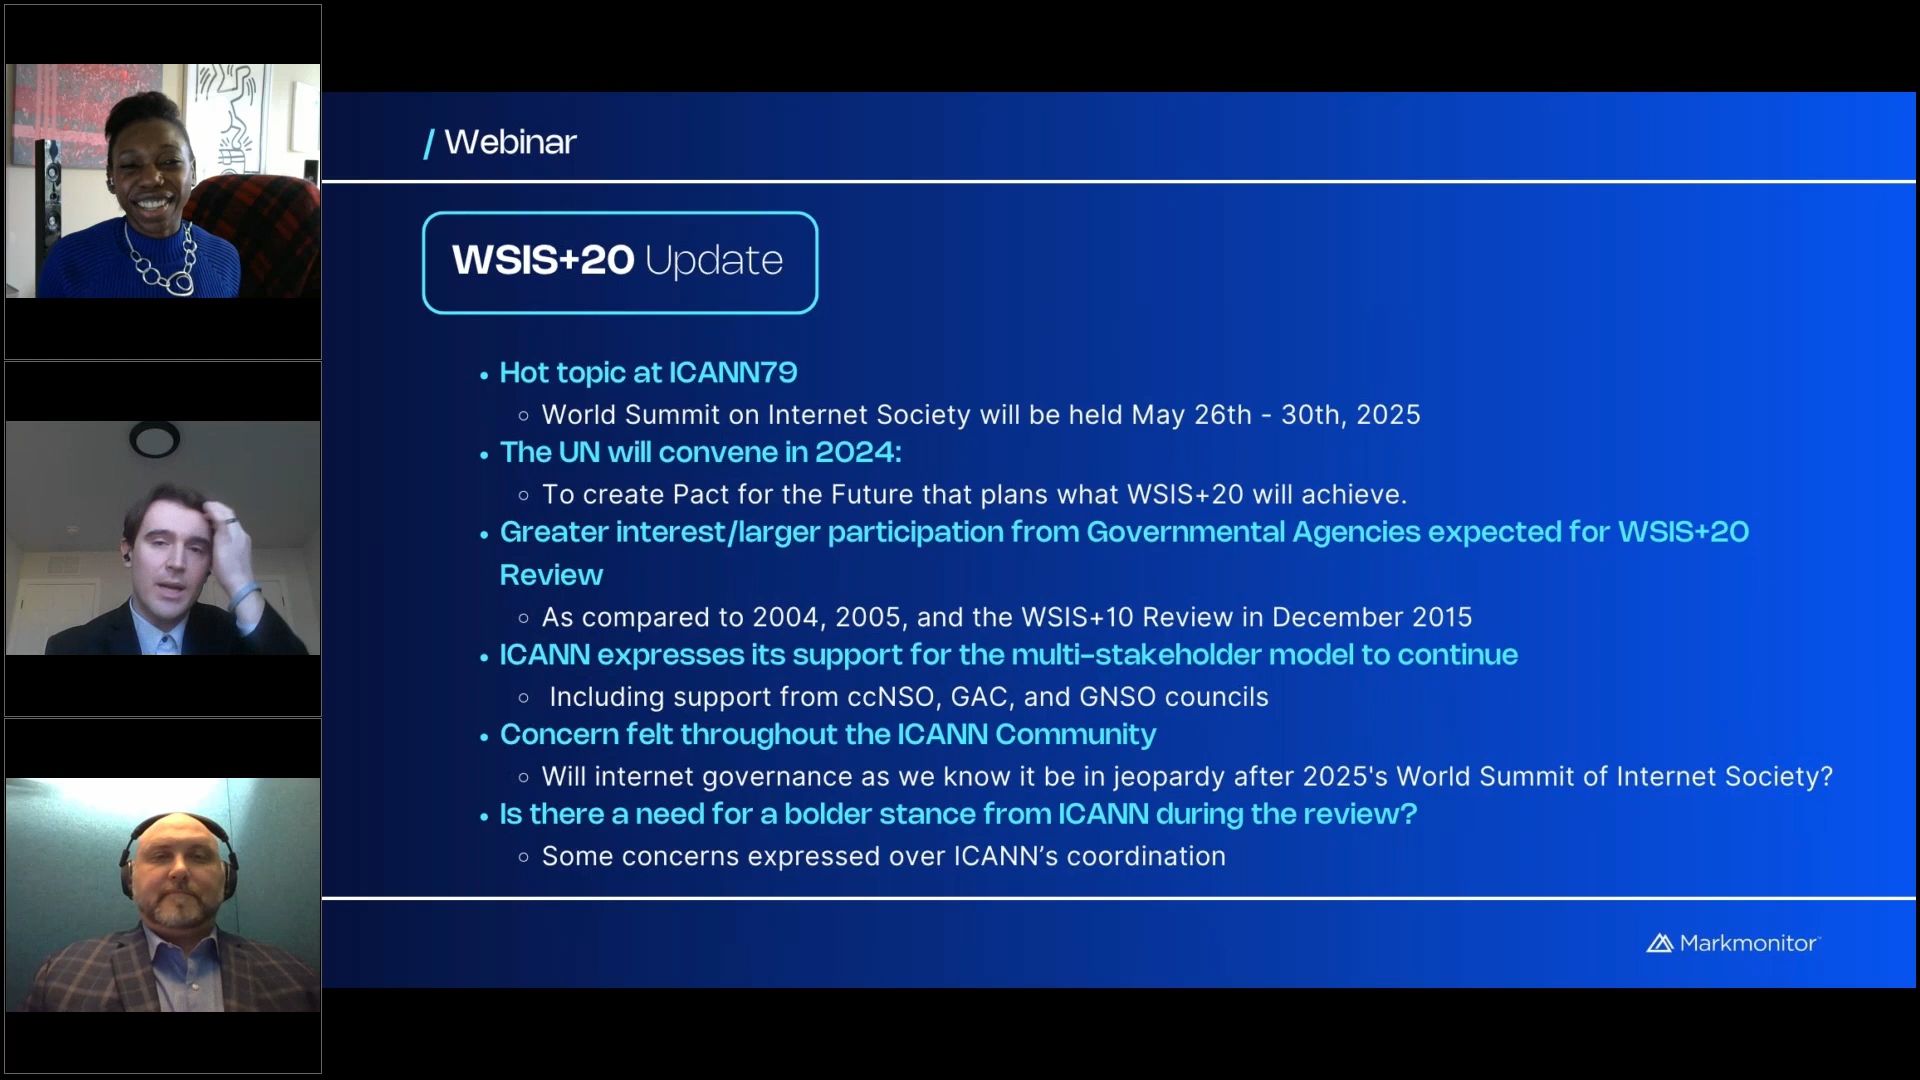 / Webinar
WSIS+20 Update
• Hot topic at ICANN79
○ World Summit on Internet Society will be held May 26th - 30th, 2025
• The UN will convene in 2024:
○ To create Pact for the Future that plans what WSIS+20 will achieve.
• Greater interest/larger participation from Governmental Agencies expected for WSIS+20
Review
○ As compared to 2004, 2005, and the WSIS+10 Review in December 2015
• ICANN expresses its support for the multi-stakeholder model to continue
○ Including support from ccNSO, GAC, and GNSO councils
• Concern felt throughout the ICANN Community
○ Will internet governance as we know it be in jeopardy after 2025's World Summit of Internet Society?
• Is there a need for a bolder stance from ICANN during the review?
○ Some concerns expressed over ICANN’s coordination
Markmonitor